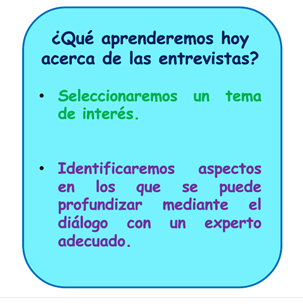 ¿Qué aprenderemos hoy
acerca de las entrevistas?
• Seleccionaremos un tema
de interés.
• Identificaremos aspectos
en los que se puede
profundizar mediante el
diálogo con un experto
adecuado.